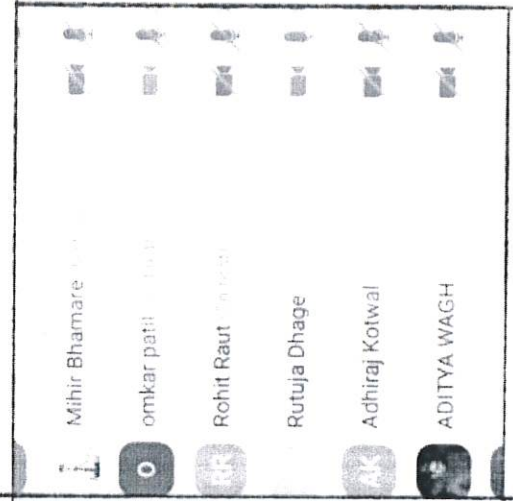 Mihir Bhamare
O
omkar patil
RR
Rohit Raut
Rutuja Dhage
AK
Adhiraj Kotwal
ADITYA WAGH